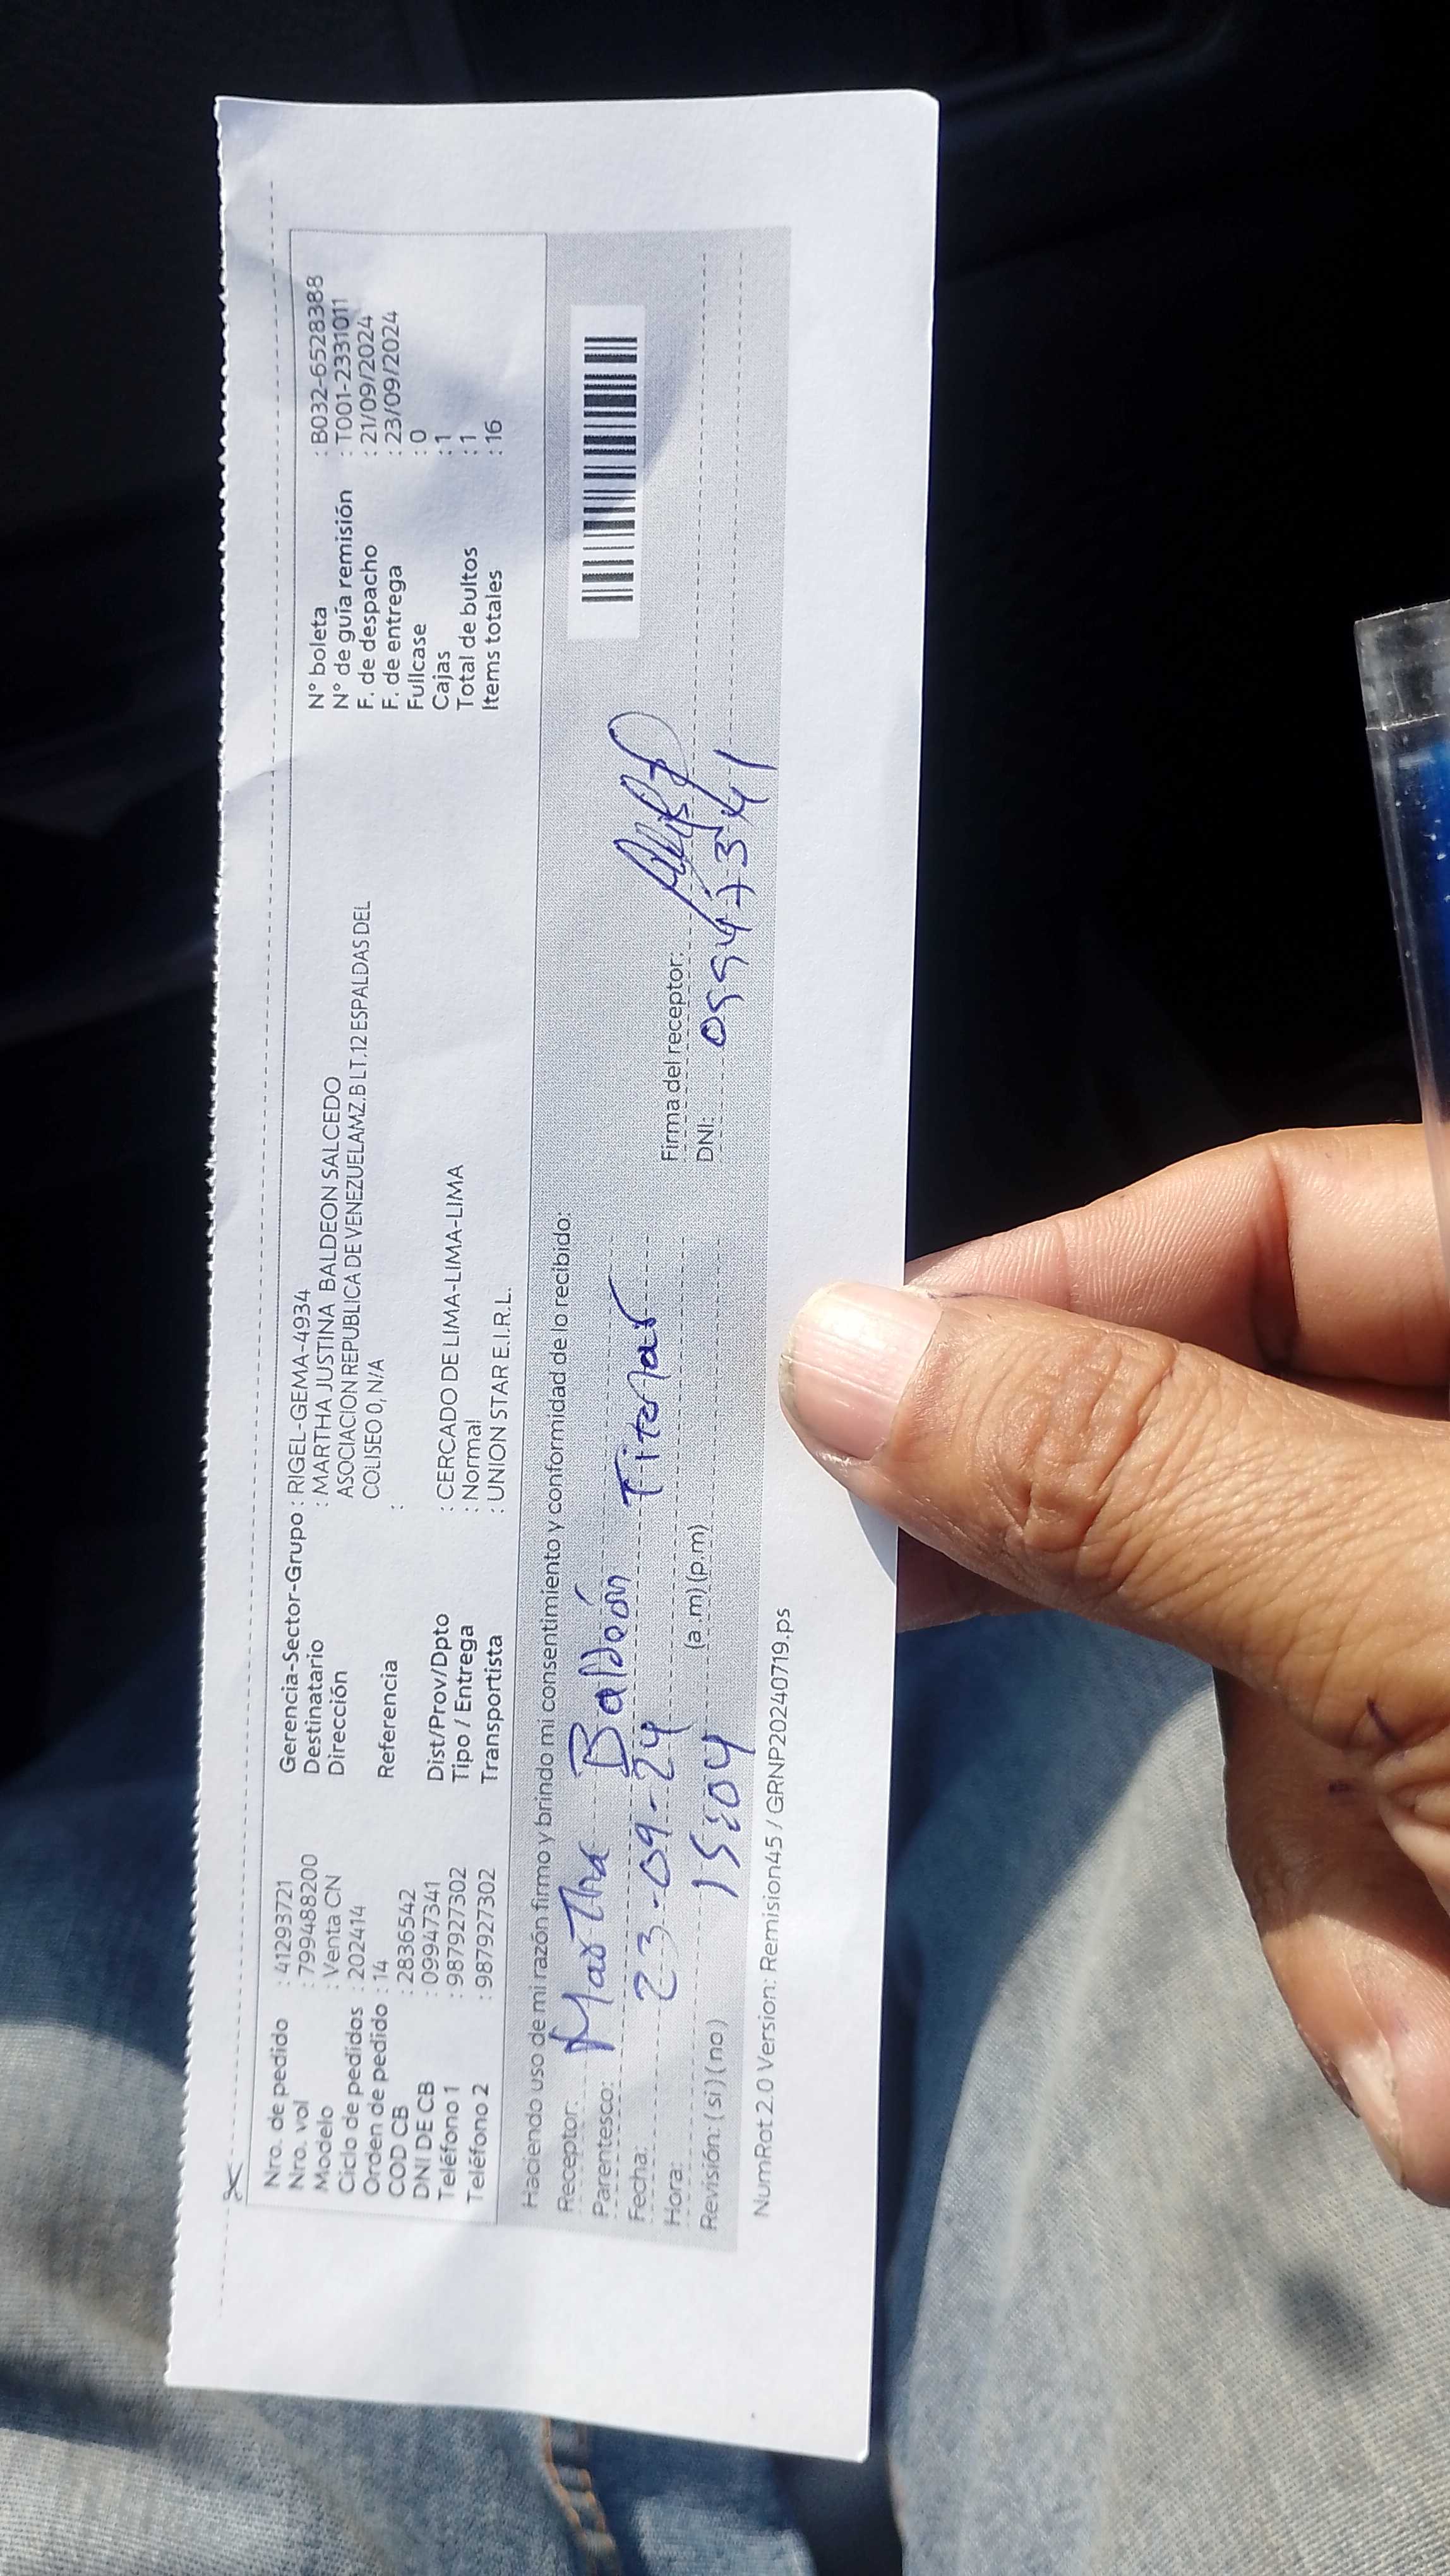 Nro. de pedido : 41293721
Nro. vol : 799488200
Modelo : Venta CN
Ciclo de pedidos : 202414
Orden de pedido : 14
COD CB : 2836542
DNI DE CB : 09947341
Teléfono 1 : 987927302
Teléfono 2 : 987927302
Gerencia-Sector-Grupo : RIGEL-GEMA-4934
Destinatario : MARTHA JUSTINA BALDEON SALCEDO
Dirección ASOCIACION REPUBLICA DE VENEZUELAMZ.B LT.12 ESPALDAS DEL
COLISEO 0, N/A
Referencia :
Dist/Prov/Dpto : CERCADO DE LIMA-LIMA-LIMA
Tipo / Entrega : Normal
Transportista : UNION STAR E.I.R.L.
N° boleta : B032-6528388
N° de guía remisión : T001-2331011
F. de despacho : 21/09/2024
F. de entrega : 23/09/2024
Fullcase : 0
Cajas : 1
Total de bultos : 1
Items totales : 16
Haciendo uso de mi razón firmo y brindo mi consentimiento y conformidad de lo recibido:
Receptor: Martha Baldeón
Parentesco: Titular
Fecha: 23-09-24
Hora: 15:04 (a.m) (p.m)
Revisión: (si) (no)
Firma del receptor:
DNI: 09947341
NumRot 2.0 Version: Remision45 / GRNP20240719.ps